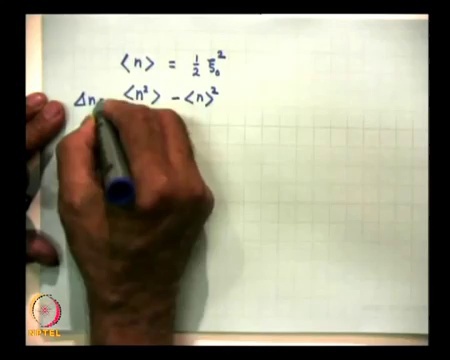 ⟨n⟩ = 1/2 ξ₀²
Δn ⟨n²⟩ - ⟨n⟩²
NPTEL